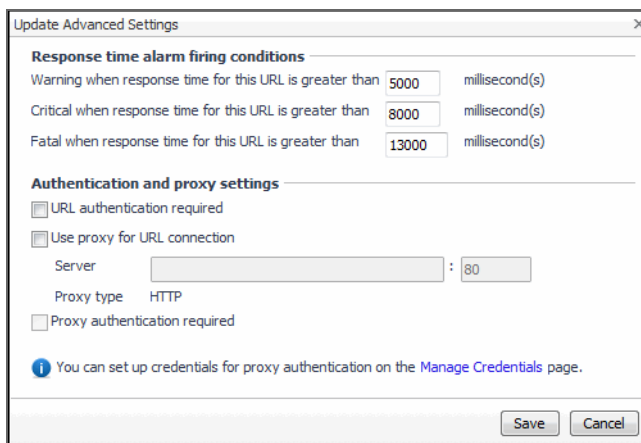 Update Advanced Settings
Response time alarm firing conditions
Warning when response time for this URL is greater than 5000 millisecond(s)
Critical when response time for this URL is greater than 8000 millisecond(s)
Fatal when response time for this URL is greater than 13000 millisecond(s)
Authentication and proxy settings
URL authentication required
Use proxy for URL connection
Server : 80
Proxy type HTTP
Proxy authentication required
You can set up credentials for proxy authentication on the Manage Credentials page.
Save Cancel